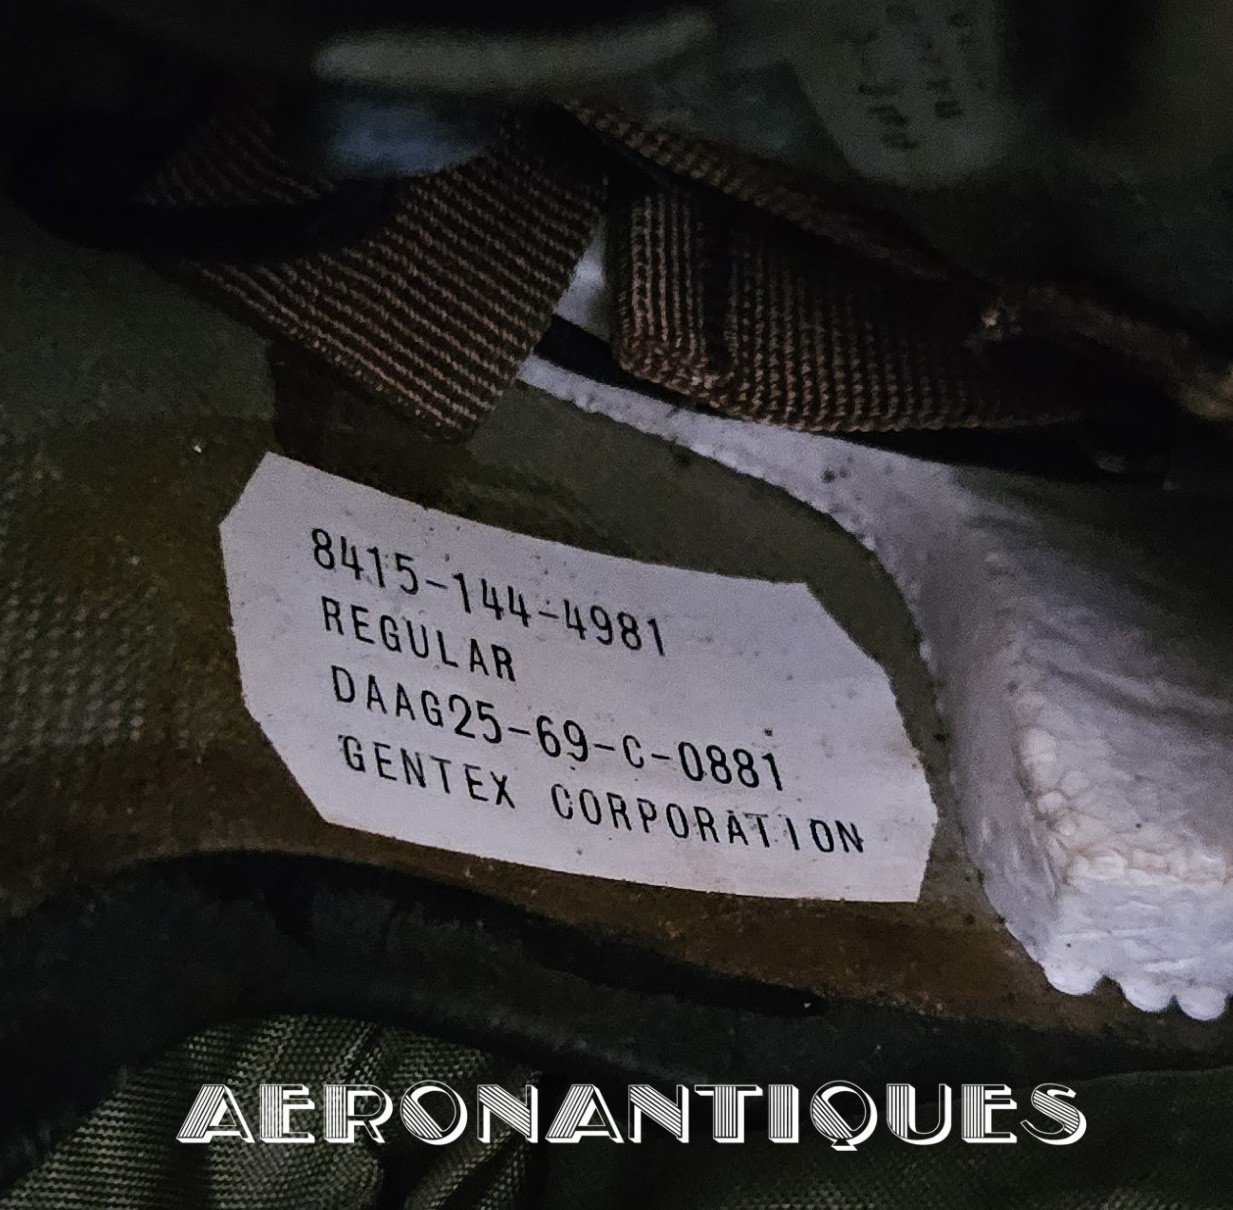 8415-144-4981
REGULAR
DAAG25-69-C-0881
GENTEX CORPORATION
AERONANTIQUES